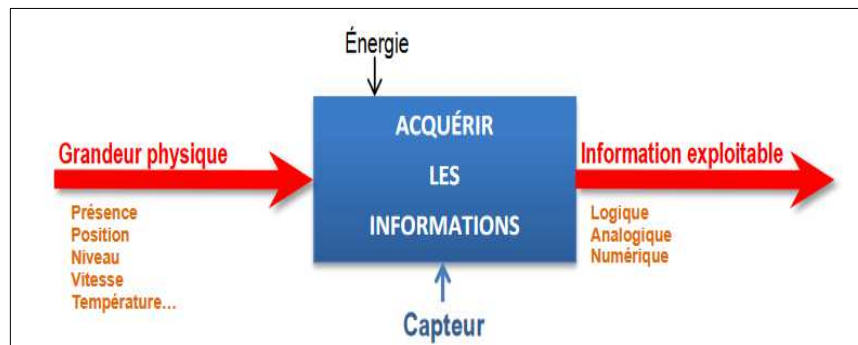 Énergie
ACQUÉRIR
LES
INFORMATIONS
Grandeur physique
Présence
Position
Niveau
Vitesse
Température...
Information exploitable
Logique
Analogique
Numérique
Capteur